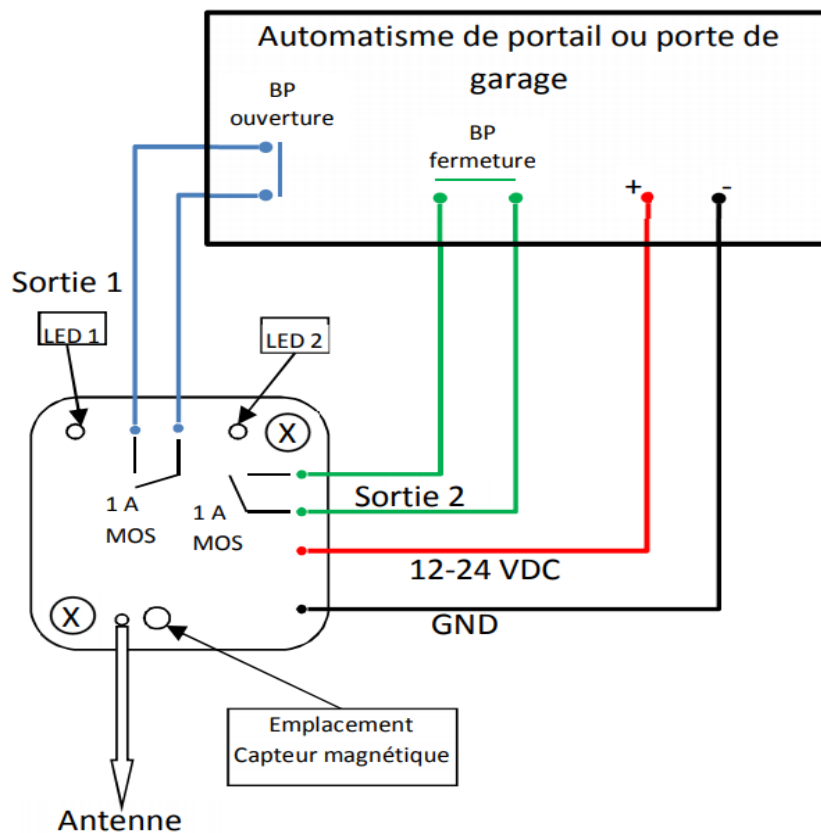 Automatisme de portail ou porte de
garage
BP
ouverture
BP
fermeture
+
-
Sortie 1
LED 1
LED 2
X
1 A
MOS
1 A
MOS
Sortie 2
12-24 VDC
GND
X
Emplacement
Capteur magnétique
Antenne